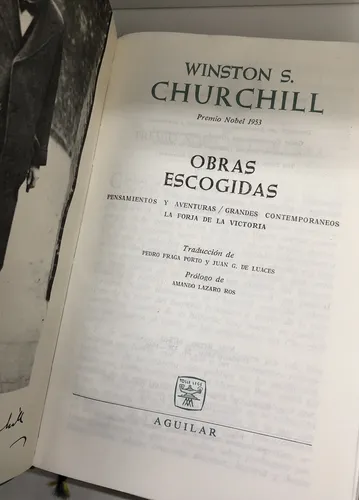 WINSTON S.
CHURCHILL
Premio Nobel 1953
OBRAS
ESCOGIDAS
PENSAMIENTOS Y AVENTURAS / GRANDES CONTEMPORANEOS
LA FORJA DE LA VICTORIA
Traducción de
PEDRO FRAGA PORTO y JUAN G. DE LUACES
Prólogo de
AMANDO LAZARO ROS
AGUILAR